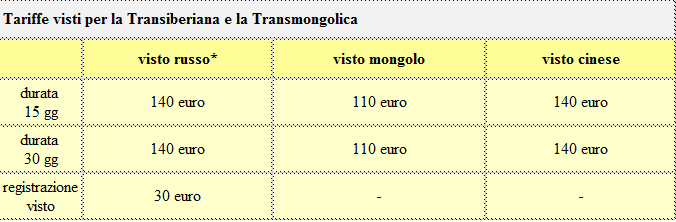 Tariffe visti per la Transiberiana e la Transmongolica
visto russo* visto mongolo visto cinese
durata
15 gg 140 euro 110 euro 140 euro
durata
30 gg 140 euro 110 euro 140 euro
registrazione
visto 30 euro - -